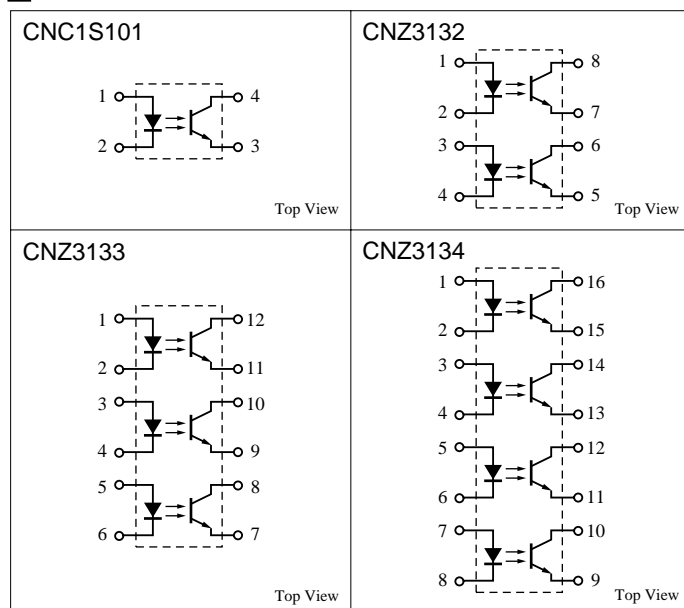 CNC1S101
1 4
2 3
Top View
CNZ3132
1 8
2 7
3 6
4 5
Top View
CNZ3133
1 12
2 11
3 10
4 9
5 8
6 7
Top View
CNZ3134
1 16
2 15
3 14
4 13
5 12
6 11
7 10
8 9
Top View